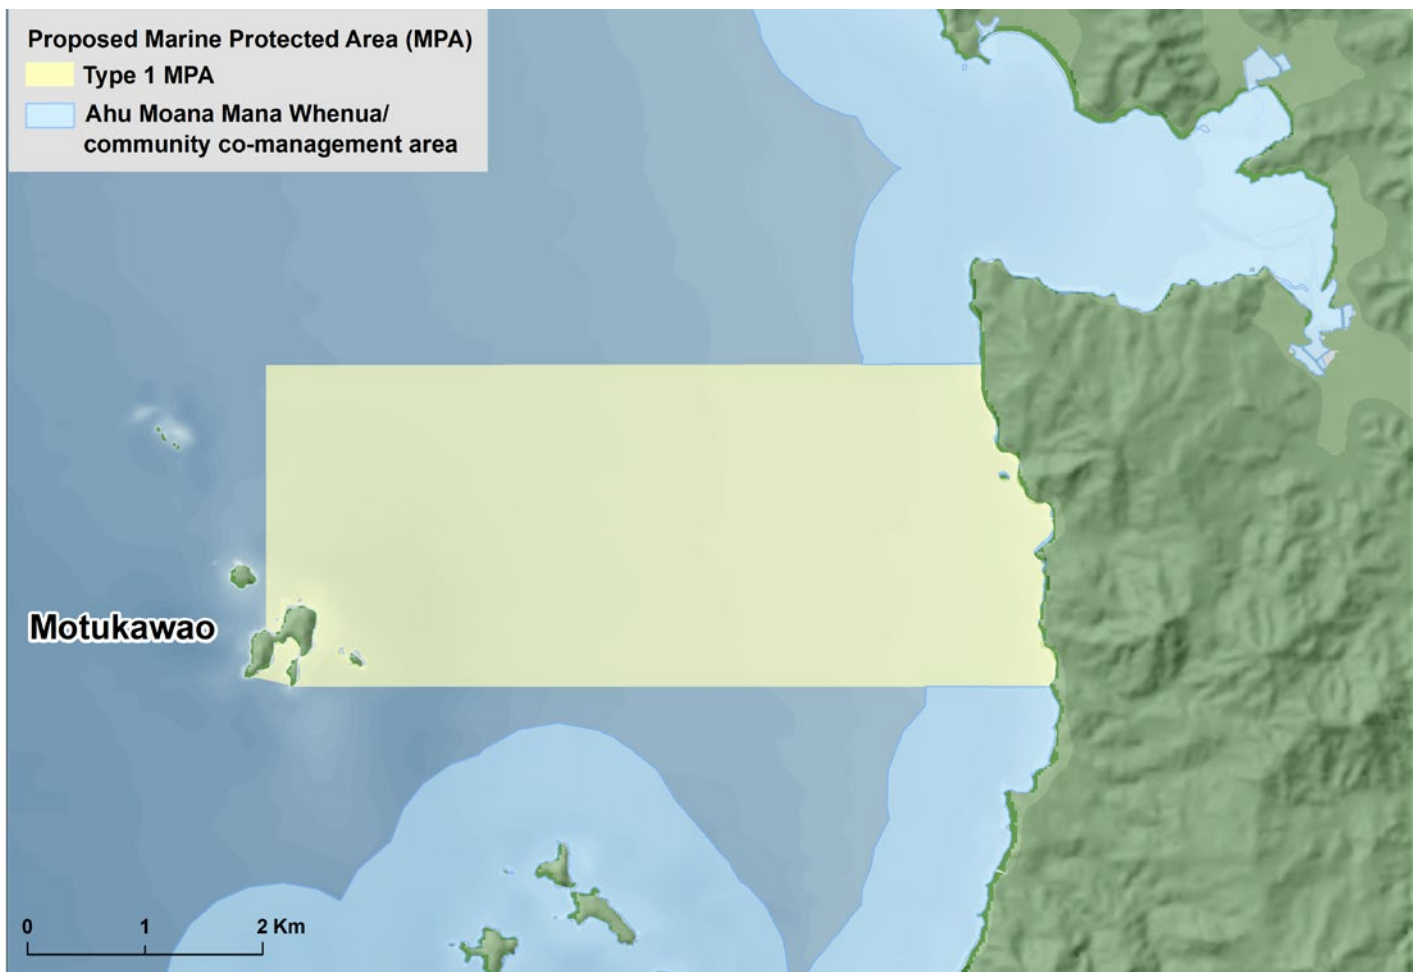 Proposed Marine Protected Area (MPA)
Type 1 MPA
Ahu Moana Mana Whenua/
community co-management area
Motukawao
0 1 2 Km